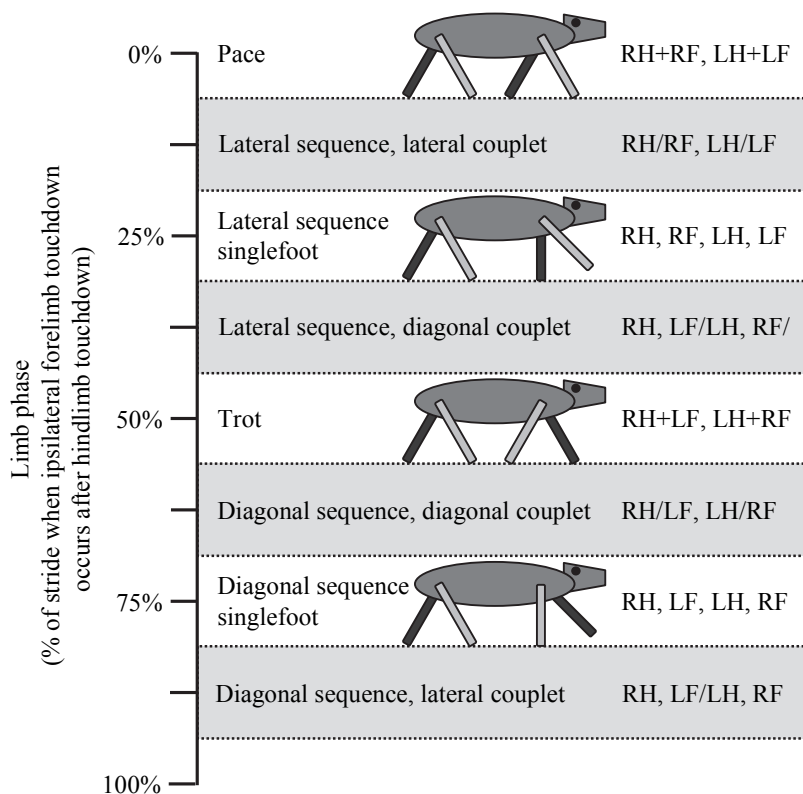 Limb phase
(% of stride when ipsilateral forelimb touchdown
occurs after hindlimb touchdown)
0%
Pace
RH+RF, LH+LF
Lateral sequence, lateral couplet
RH/RF, LH/LF
25%
Lateral sequence
singlefoot
RH, RF, LH, LF
Lateral sequence, diagonal couplet
RH, LF/LH, RF/
50%
Trot
RH+LF, LH+RF
Diagonal sequence, diagonal couplet
RH/LF, LH/RF
75%
Diagonal sequence
singlefoot
RH, LF, LH, RF
Diagonal sequence, lateral couplet
RH, LF/LH, RF
100%